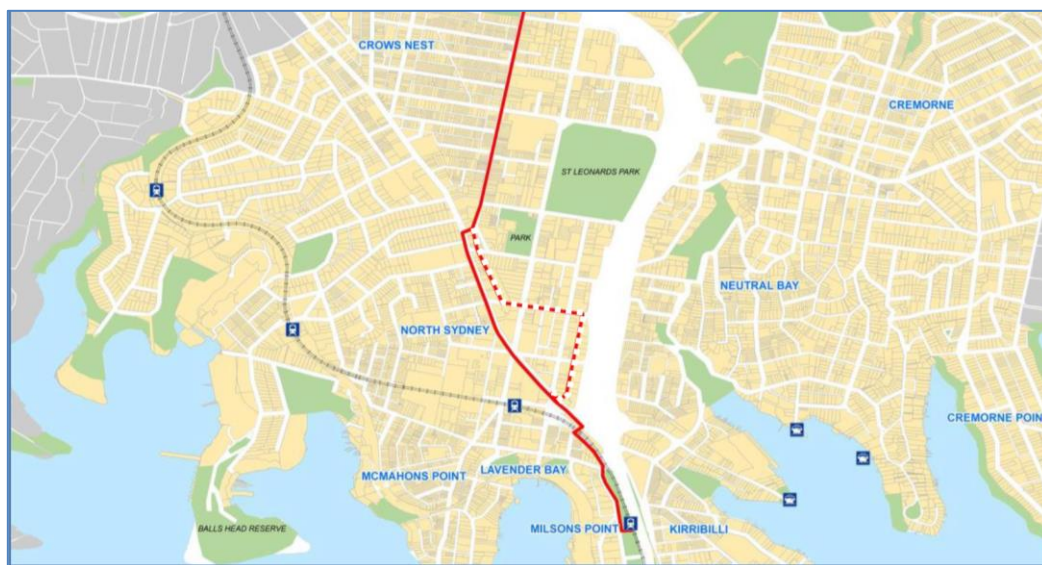 CROWS NEST
CREMORNE
ST LEONARDS PARK
PARK
NEUTRAL BAY
NORTH SYDNEY
CREMORNE POIN
LAVENDER BAY
MCMAHONS POINT
BALLS HEAD RESERVE
MILSONS POINT
KIRRIBILLI